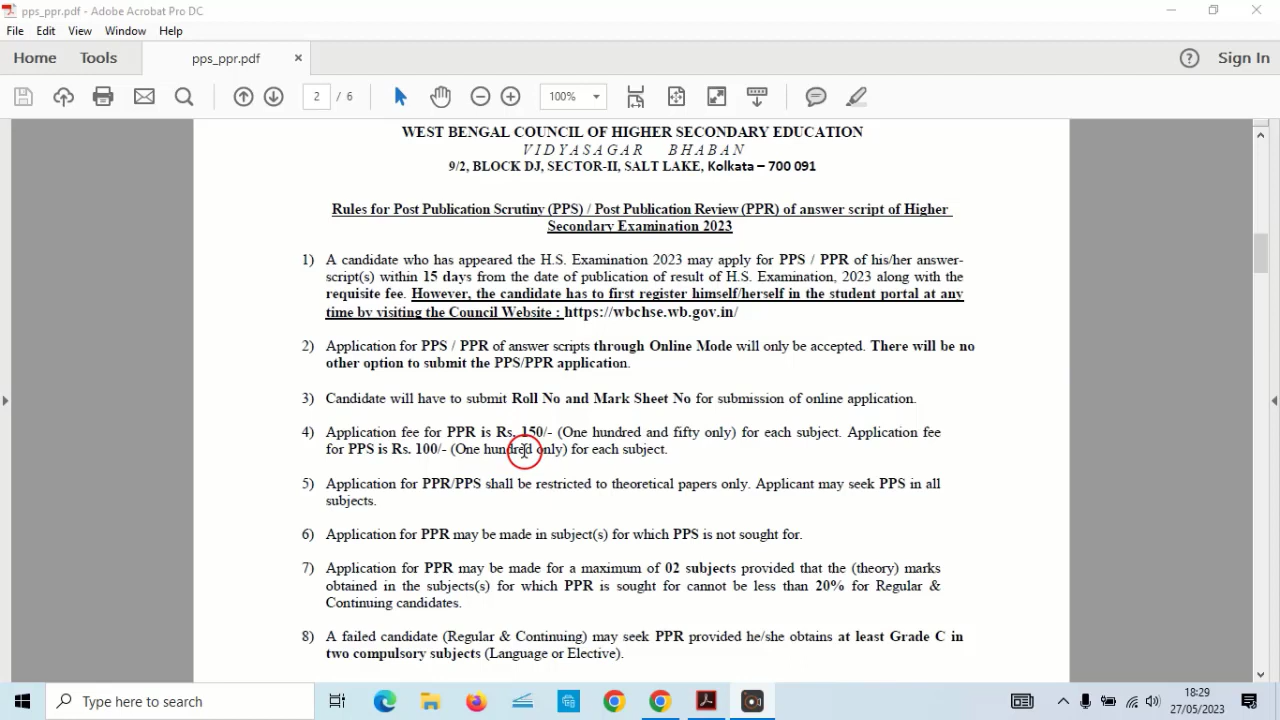 pps_ppr.pdf - Adobe Acrobat Pro DC
File Edit View Window Help
Home Tools pps_ppr.pdf × Sign In
2 / 6 100%
WEST BENGAL COUNCIL OF HIGHER SECONDARY EDUCATION
VIDYASAGAR BHABAN
9/2, BLOCK DJ, SECTOR-II, SALT LAKE, Kolkata – 700 091
Rules for Post Publication Scrutiny (PPS) / Post Publication Review (PPR) of answer script of Higher
Secondary Examination 2023
1) A candidate who has appeared the H.S. Examination 2023 may apply for PPS / PPR of his/her answer-
script(s) within 15 days from the date of publication of result of H.S. Examination, 2023 along with the
requisite fee. However, the candidate has to first register himself/herself in the student portal at any
time by visiting the Council Website : https://wbchse.wb.gov.in/
2) Application for PPS / PPR of answer scripts through Online Mode will only be accepted. There will be no
other option to submit the PPS/PPR application.
3) Candidate will have to submit Roll No and Mark Sheet No for submission of online application.
4) Application fee for PPR is Rs. 150/- (One hundred and fifty only) for each subject. Application fee
for PPS is Rs. 100/- (One hundred only) for each subject.
5) Application for PPR/PPS shall be restricted to theoretical papers only. Applicant may seek PPS in all
subjects.
6) Application for PPR may be made in subject(s) for which PPS is not sought for.
7) Application for PPR may be made for a maximum of 02 subjects provided that the (theory) marks
obtained in the subjects(s) for which PPR is sought for cannot be less than 20% for Regular &
Continuing candidates.
8) A failed candidate (Regular & Continuing) may seek PPR provided he/she obtains at least Grade C in
two compulsory subjects (Language or Elective).
Type here to search
18:29
27/05/2023